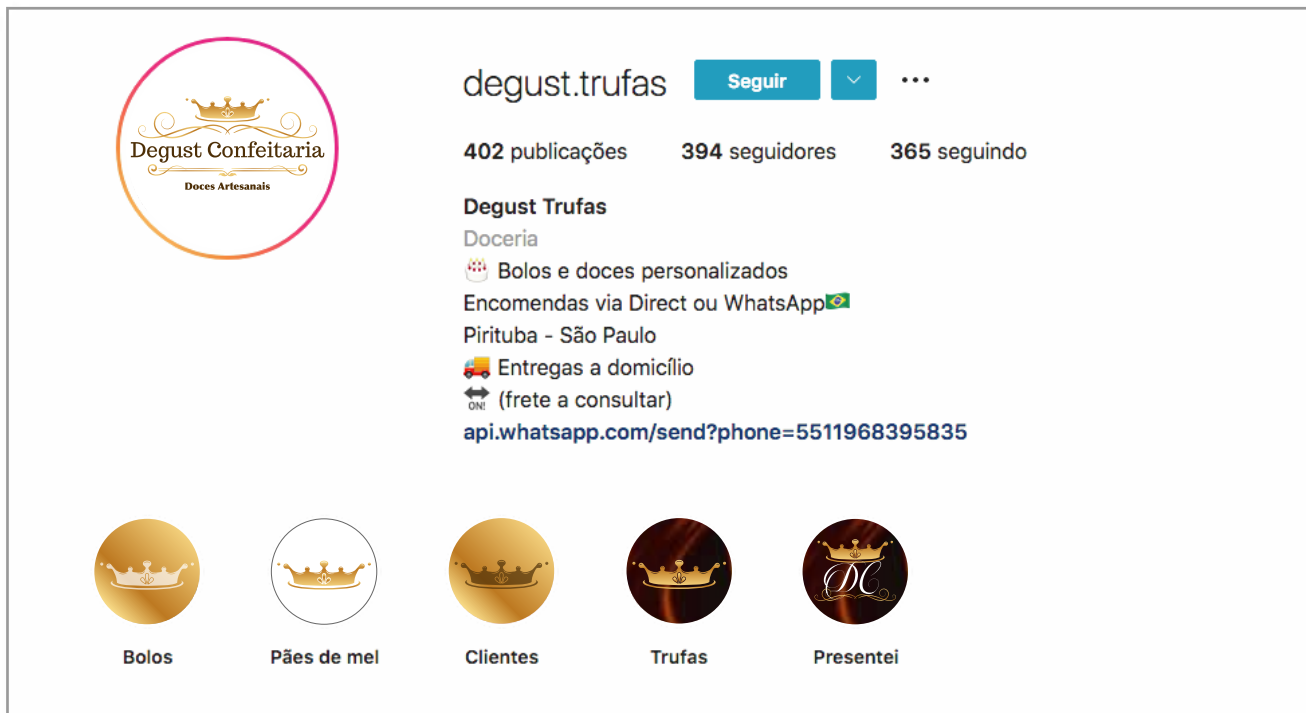 Degust Confeitaria
Doces Artesanais
degust.trufas Seguir
402 publicações 394 seguidores 365 seguindo
Degust Trufas
Doceria
Bolos e doces personalizados
Encomendas via Direct ou WhatsApp
Pirituba - São Paulo
Entregas a domicílio
ON! (frete a consultar)
api.whatsapp.com/send?phone=5511968395835
DC
Bolos Pães de mel Clientes Trufas Presentei